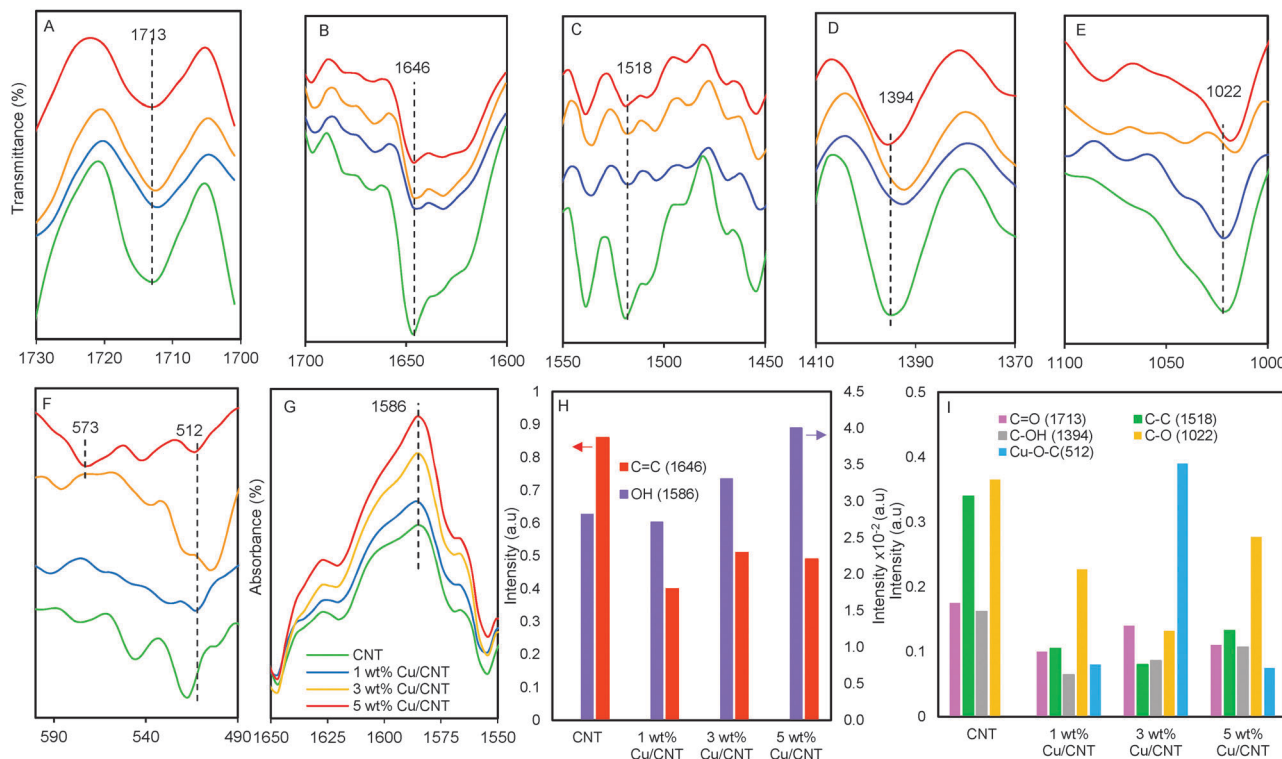 A
1713
Transmittance (%)
1730
1720
1710
1700
B
1646
1700
1650
1600
C
1518
1550
1500
1450
D
1394
1410
1390
1370
E
1022
1100
1050
1000
F
573
512
590
540
490
G
1586
Absorbance (%)
CNT
1 wt% Cu/CNT
3 wt% Cu/CNT
5 wt% Cu/CNT
1650
1625
1600
1575
1550
H
Intensity (a.u)
1
0.9
0.8
0.7
0.6
0.5
0.4
0.3
0.2
0.1
0
C=C (1646)
OH (1586)
4.5
4.0
3.5
3.0
2.5
2.0
1.5
1.0
0.5
0.0
Intensity x10-2 (a.u)
CNT
1 wt%
Cu/CNT
3 wt%
Cu/CNT
5 wt%
Cu/CNT
I
Intensity (a.u)
0.5
0.4
0.3
0.2
0.1
0
C=O (1713)
C-C (1518)
C-OH (1394)
C-O (1022)
Cu-O-C(512)
CNT
1 wt%
Cu/CNT
3 wt%
Cu/CNT
5 wt%
Cu/CNT